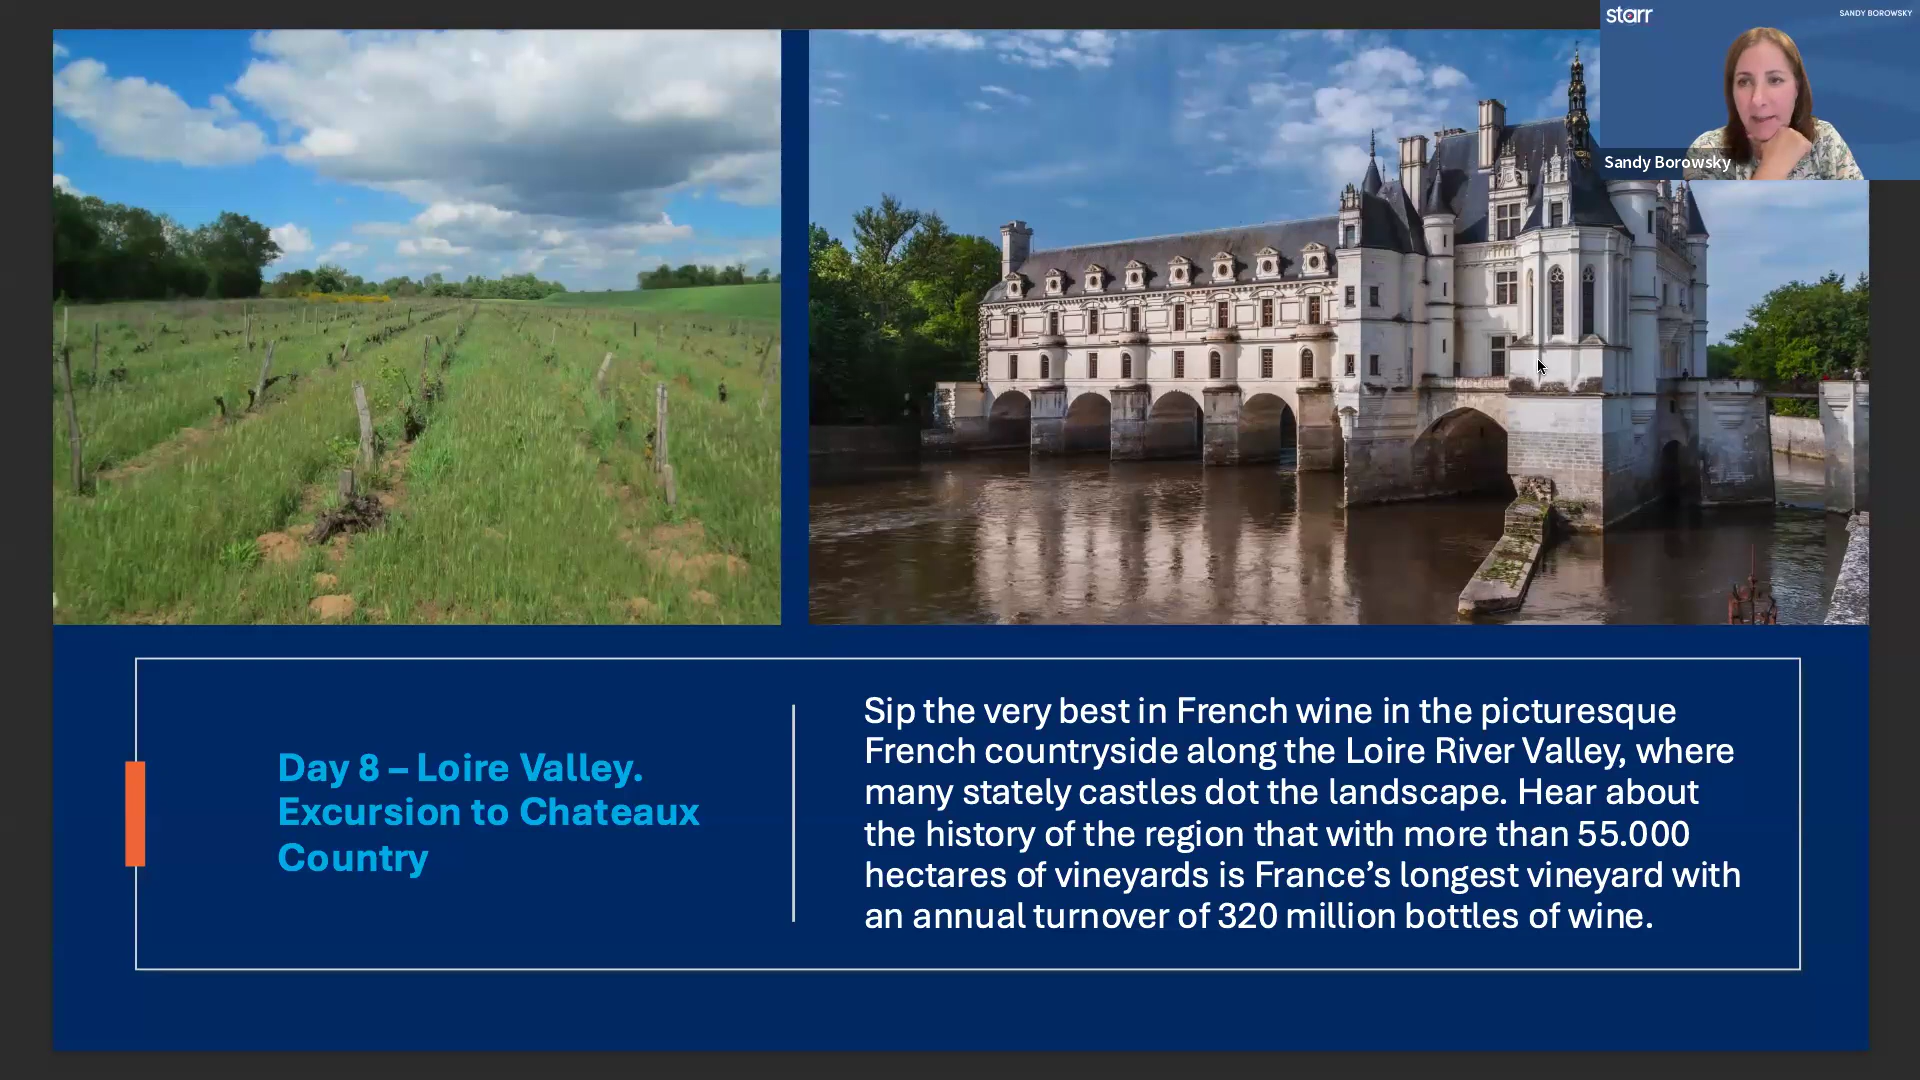 starr
SANDY BOROWSKY
Sandy Borowsky
Day 8 – Loire Valley.
Excursion to Chateaux
Country
Sip the very best in French wine in the picturesque
French countryside along the Loire River Valley, where
many stately castles dot the landscape. Hear about
the history of the region that with more than 55.000
hectares of vineyards is France’s longest vineyard with
an annual turnover of 320 million bottles of wine.